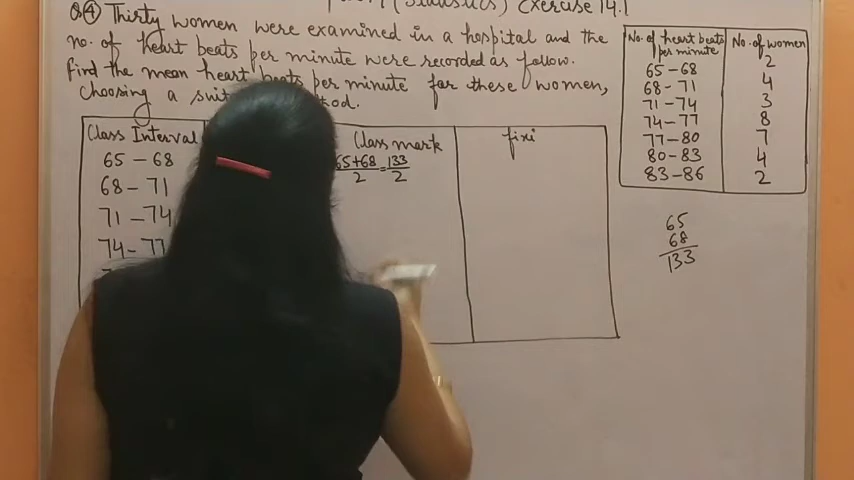 (Statistics) Exercise 14.1
Q④ Thirty women were examined in a hospital and the
no. of heart beats per minute were recorded as follow.
Find the mean heart beats per minute for these women,
Choosing a
No. of heart beats per minute No. of women
65-68 2
68-71 4
71-74 3
74-77 8
77-80 7
80-83 4
83-86 2
Class Interval Class mark fixi
65-68 65+68/2=133/2
68-71
71-74
74-77
65
68
133